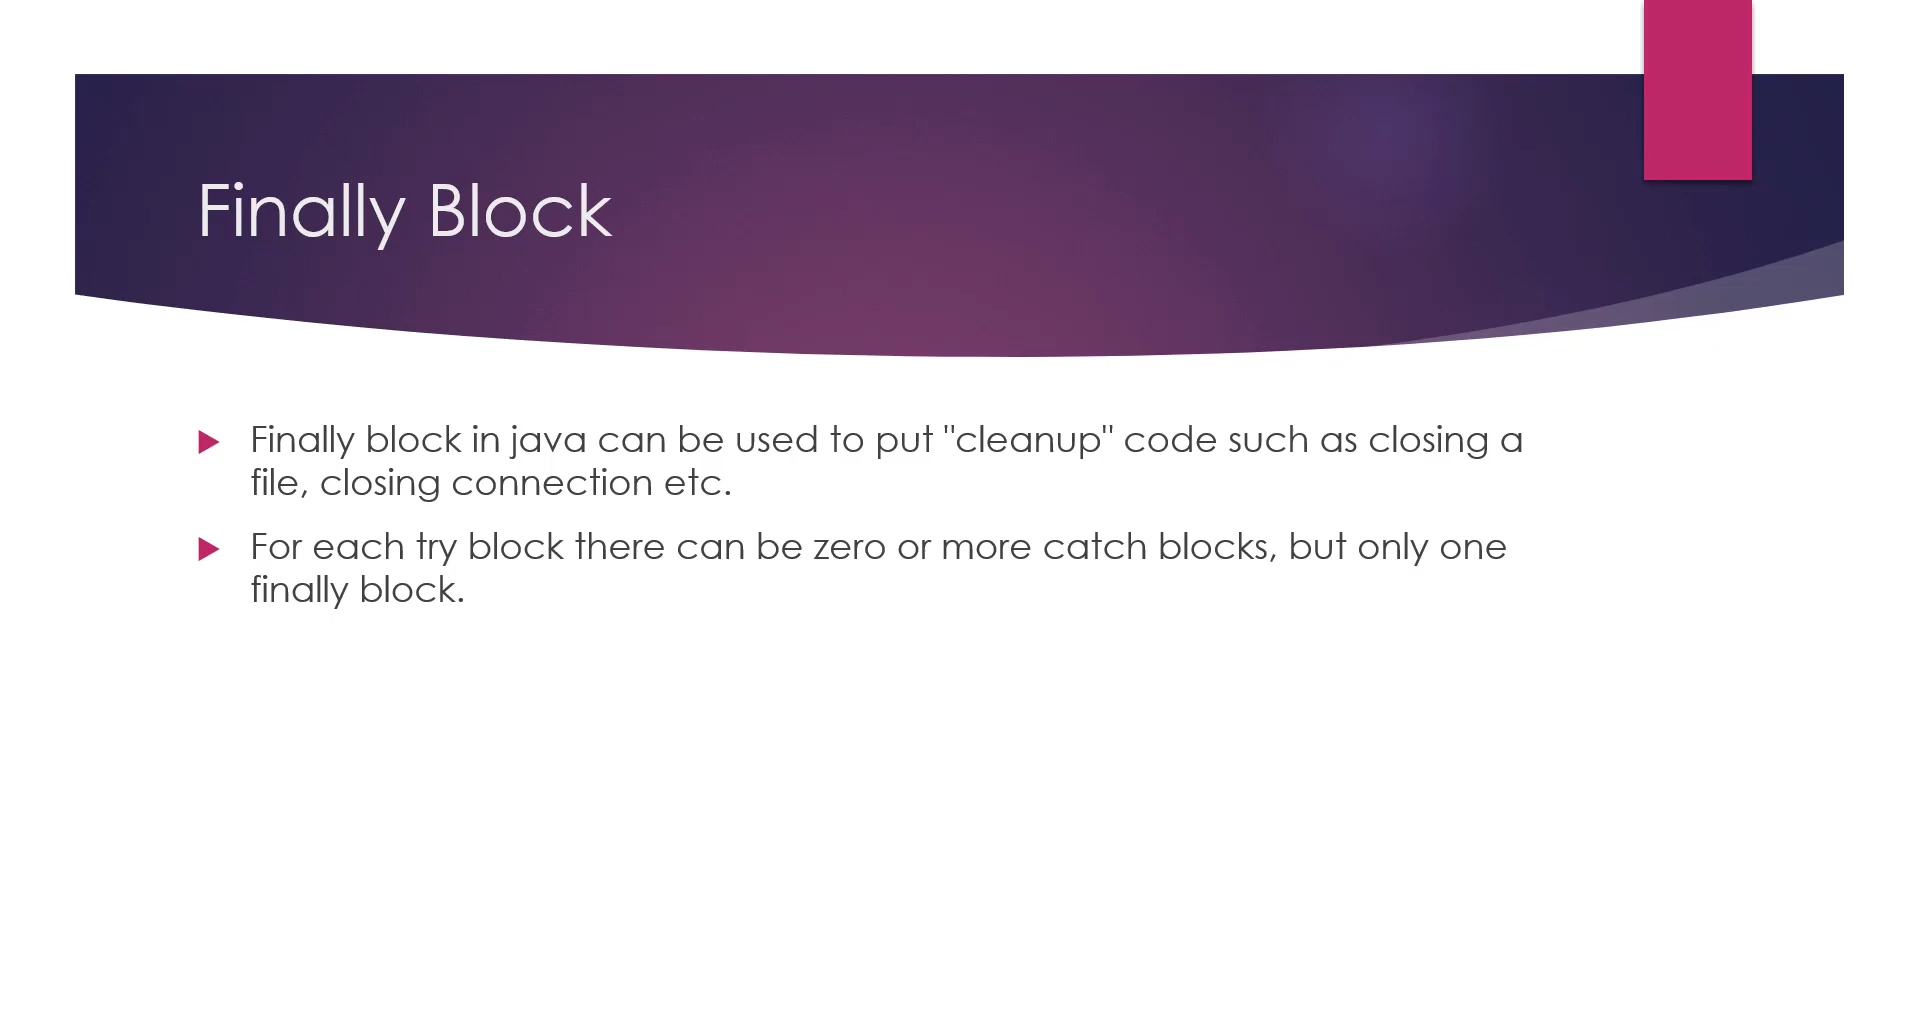 Finally Block
Finally block in java can be used to put "cleanup" code such as closing a
file, closing connection etc.
For each try block there can be zero or more catch blocks, but only one
finally block.